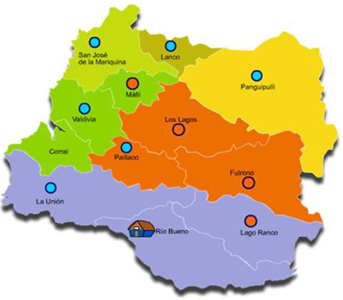 San José
de la Mariquina
Lanco
Panguipulli
Máfil
Valdivia
Los Lagos
Corral
Paillaco
Futrono
La Unión
Río Bueno
Lago Ranco